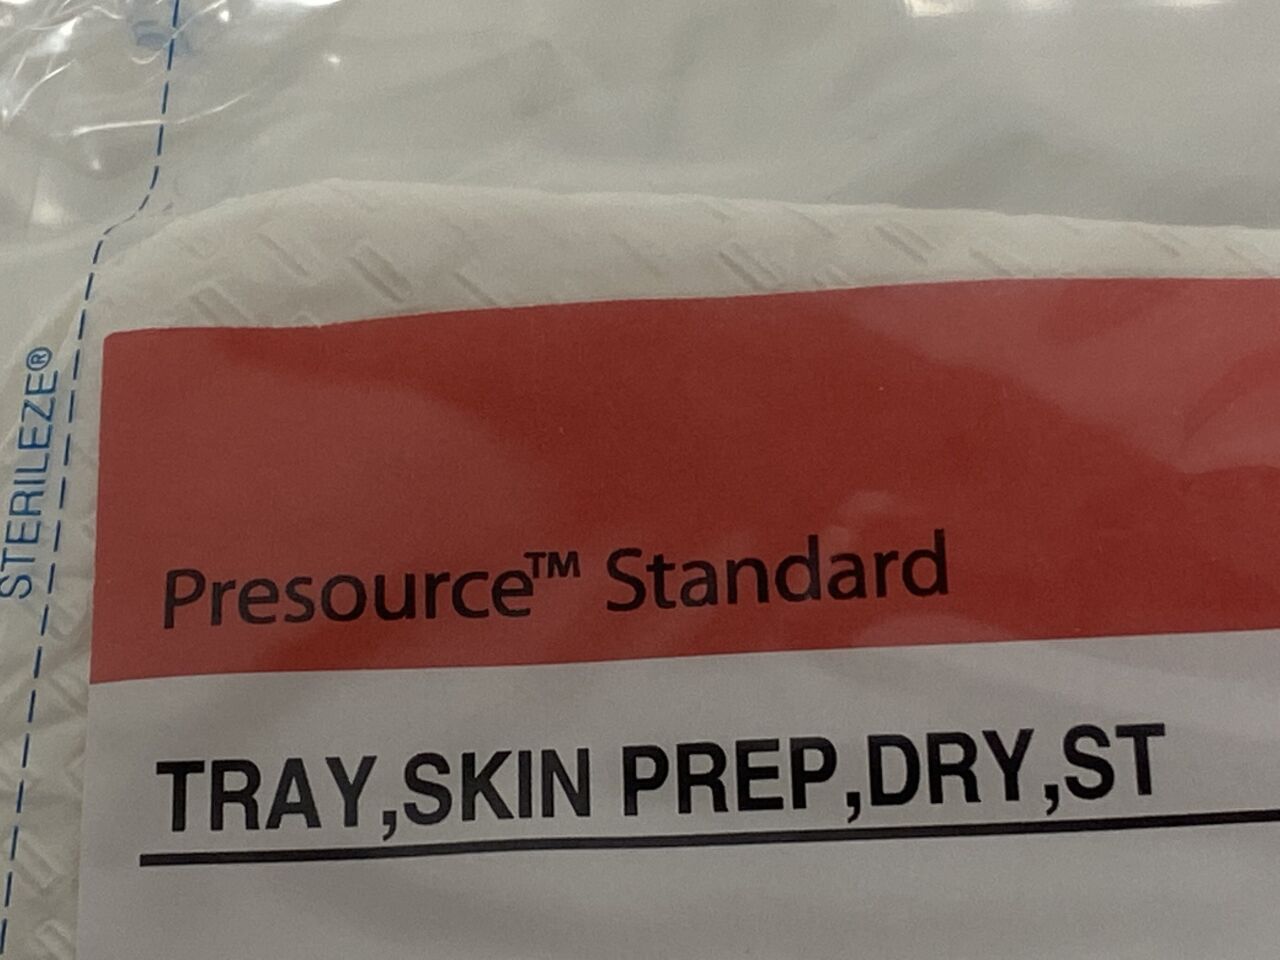 STERILEZE®
Presource™ Standard
TRAY,SKIN PREP,DRY,ST